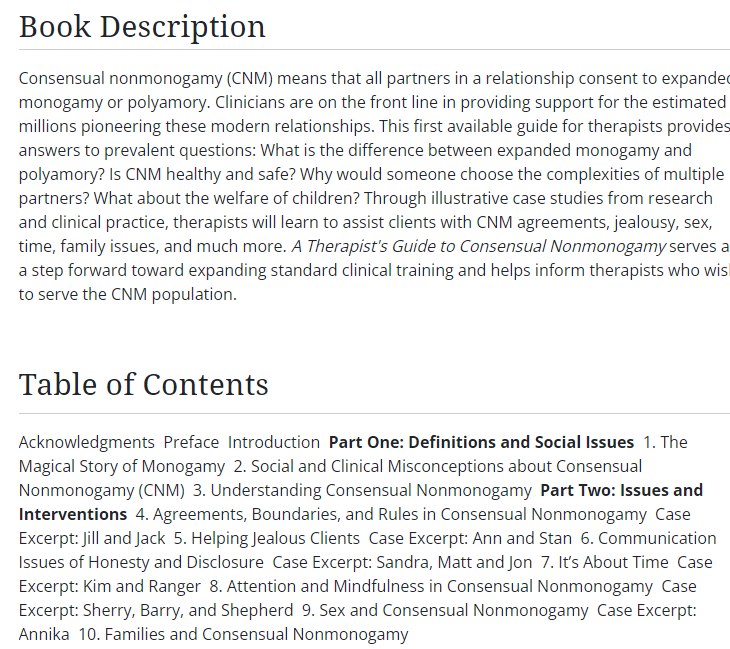 Book Description
Consensual nonmonogamy (CNM) means that all partners in a relationship consent to expanded
monogamy or polyamory. Clinicians are on the front line in providing support for the estimated
millions pioneering these modern relationships. This first available guide for therapists provides
answers to prevalent questions: What is the difference between expanded monogamy and
polyamory? Is CNM healthy and safe? Why would someone choose the complexities of multiple
partners? What about the welfare of children? Through illustrative case studies from research
and clinical practice, therapists will learn to assist clients with CNM agreements, jealousy, sex,
time, family issues, and much more. A Therapist's Guide to Consensual Nonmonogamy serves a
a step forward toward expanding standard clinical training and helps inform therapists who wis
to serve the CNM population.
Table of Contents
Acknowledgments Preface Introduction Part One: Definitions and Social Issues 1. The
Magical Story of Monogamy 2. Social and Clinical Misconceptions about Consensual
Nonmonogamy (CNM) 3. Understanding Consensual Nonmonogamy Part Two: Issues and
Interventions 4. Agreements, Boundaries, and Rules in Consensual Nonmonogamy Case
Excerpt: Jill and Jack 5. Helping Jealous Clients Case Excerpt: Ann and Stan 6. Communication
Issues of Honesty and Disclosure Case Excerpt: Sandra, Matt and Jon 7. It's About Time Case
Excerpt: Kim and Ranger 8. Attention and Mindfulness in Consensual Nonmonogamy Case
Excerpt: Sherry, Barry, and Shepherd 9. Sex and Consensual Nonmonogamy Case Excerpt:
Annika 10. Families and Consensual Nonmonogamy